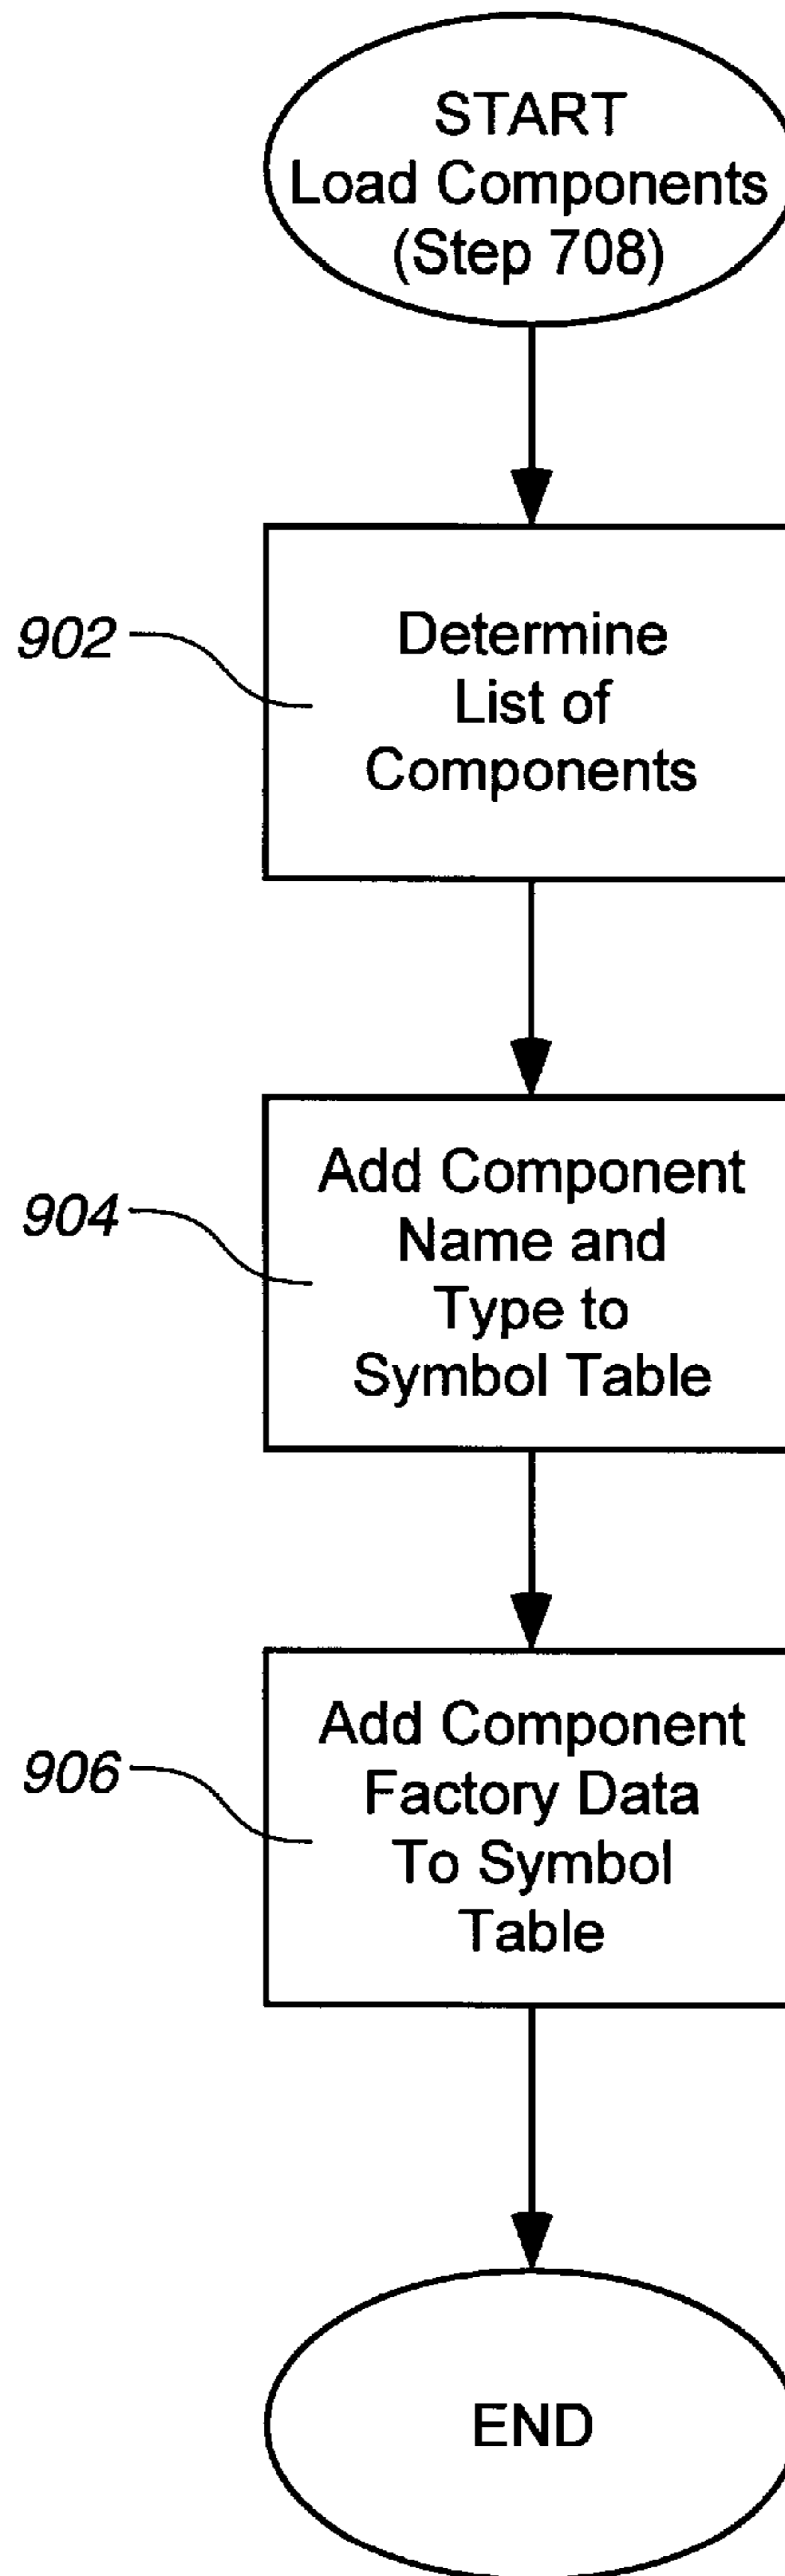 START
Load Components
(Step 708)
902
Determine
List of
Components
904
Add Component
Name and
Type to
Symbol Table
906
Add Component
Factory Data
To Symbol
Table
END